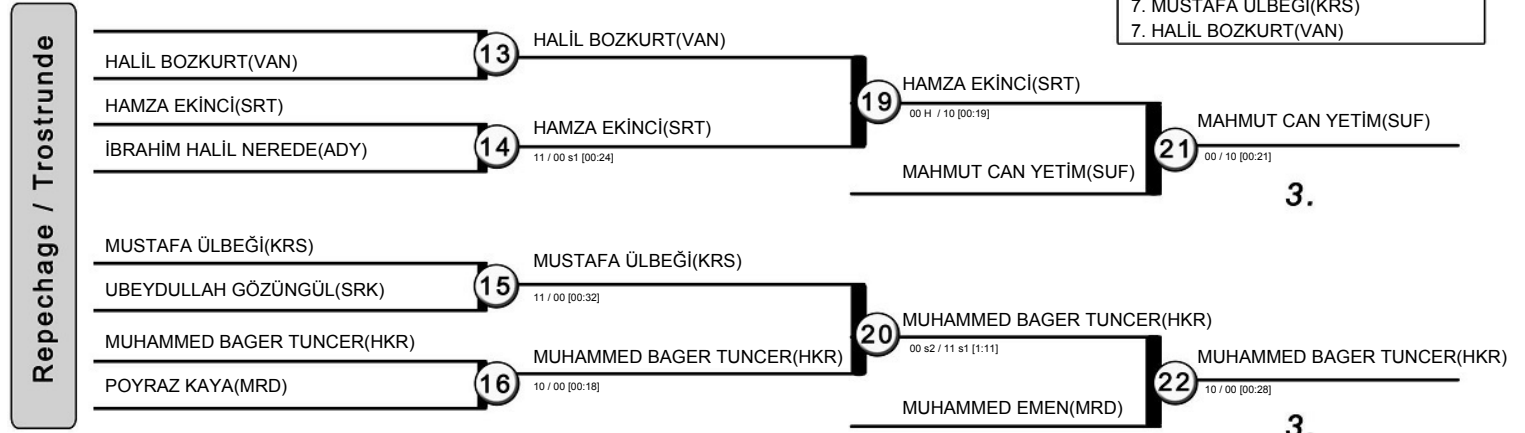 7. MUSTAFA ÜLBEĞİ(KRS)
7. HALİL BOZKURT(VAN)
Repechage / Trostrunde
HALİL BOZKURT(VAN)
13
HALİL BOZKURT(VAN)
HAMZA EKİNCİ(SRT)
İBRAHİM HALİL NEREDE(ADY)
14
HAMZA EKİNCİ(SRT)
11 / 00 s1 [00:24]
19
HAMZA EKİNCİ(SRT)
00 H / 10 [00:19]
MAHMUT CAN YETİM(SUF)
21
MAHMUT CAN YETİM(SUF)
00 / 10 [00:21]
3.
MUSTAFA ÜLBEĞİ(KRS)
UBEYDULLAH GÖZÜNGÜL(SRK)
15
MUSTAFA ÜLBEĞİ(KRS)
11 / 00 [00:32]
MUHAMMED BAGER TUNCER(HKR)
POYRAZ KAYA(MRD)
16
MUHAMMED BAGER TUNCER(HKR)
10 / 00 [00:18]
20
MUHAMMED BAGER TUNCER(HKR)
00 s2 / 11 s1 [1:11]
MUHAMMED EMEN(MRD)
22
MUHAMMED BAGER TUNCER(HKR)
10 / 00 [00:28]
3.